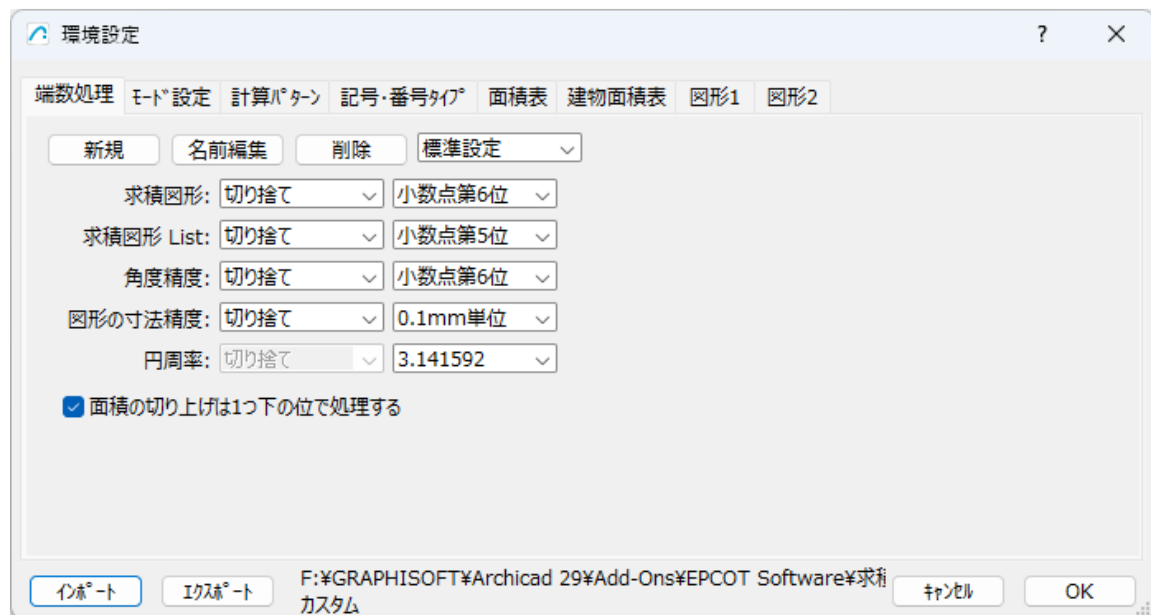 環境設定 ?
端数処理 ﾓｰﾄﾞ設定 計算ﾊﾟﾀｰﾝ 記号･番号ﾀｲﾌﾟ 面積表 建物面積表 図形1 図形2
新規 名前編集 削除 標準設定
求積図形: 切り捨て 小数点第6位
求積図形 List: 切り捨て 小数点第5位
角度精度: 切り捨て 小数点第6位
図形の寸法精度: 切り捨て 0.1mm単位
円周率: 切り捨て 3.141592
面積の切り上げは1つ下の位で処理する
ｲﾝﾎﾟｰﾄ ｴｸｽﾎﾟｰﾄ F:¥GRAPHISOFT¥Archicad 29¥Add-Ons¥EPCOT Software¥求 ｷｬﾝｾﾙ OK
カスタム